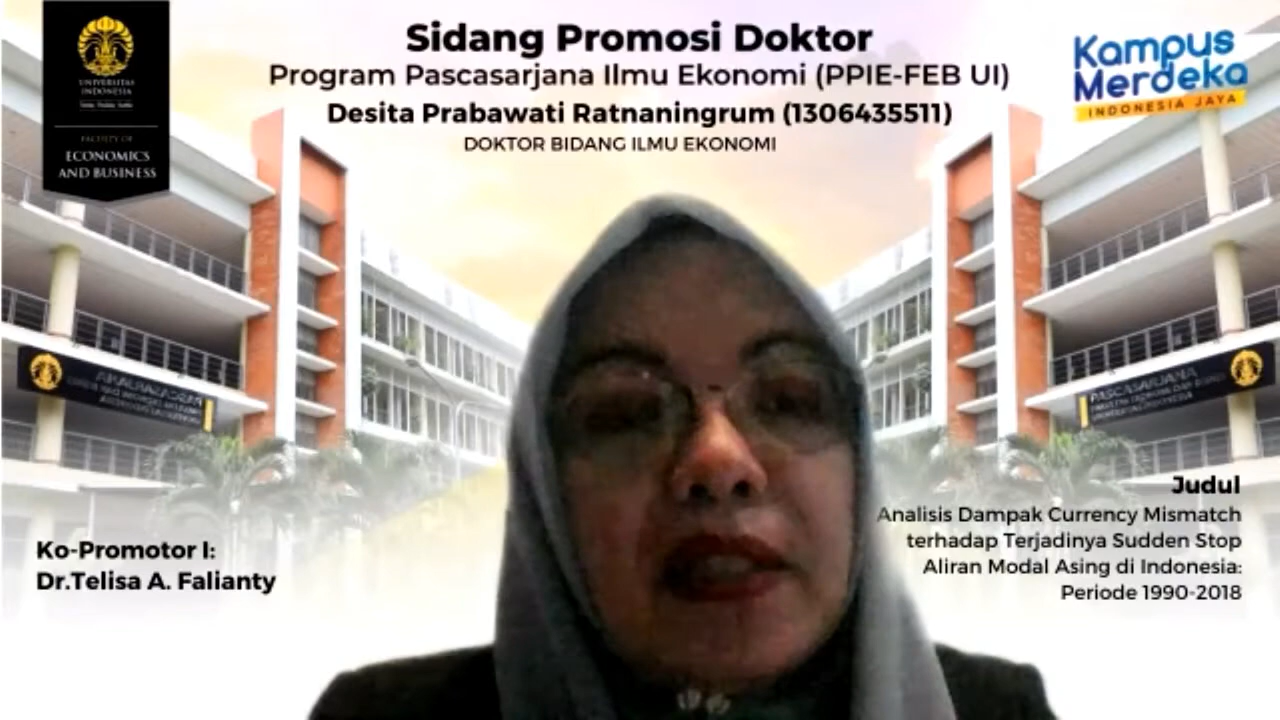 Sidang Promosi Doktor
Program Pascasarjana Ilmu Ekonomi (PPIE-FEB UI)
Desita Prabawati Ratnaningrum (1306435511)
DOKTOR BIDANG ILMU EKONOMI
UNIVERSITAS
INDONESIA
FACULTY OF
ECONOMICS
AND BUSINESS
Kampus
Merdeka
INDONESIA JAYA
PASCASARJANA
UNIVERSITAS INDONESIA
Judul
Analisis Dampak Currency Mismatch
terhadap Terjadinya Sudden Stop
Aliran Modal Asing di Indonesia:
Periode 1990-2018
Ko-Promotor I:
Dr.Telisa A. Falianty